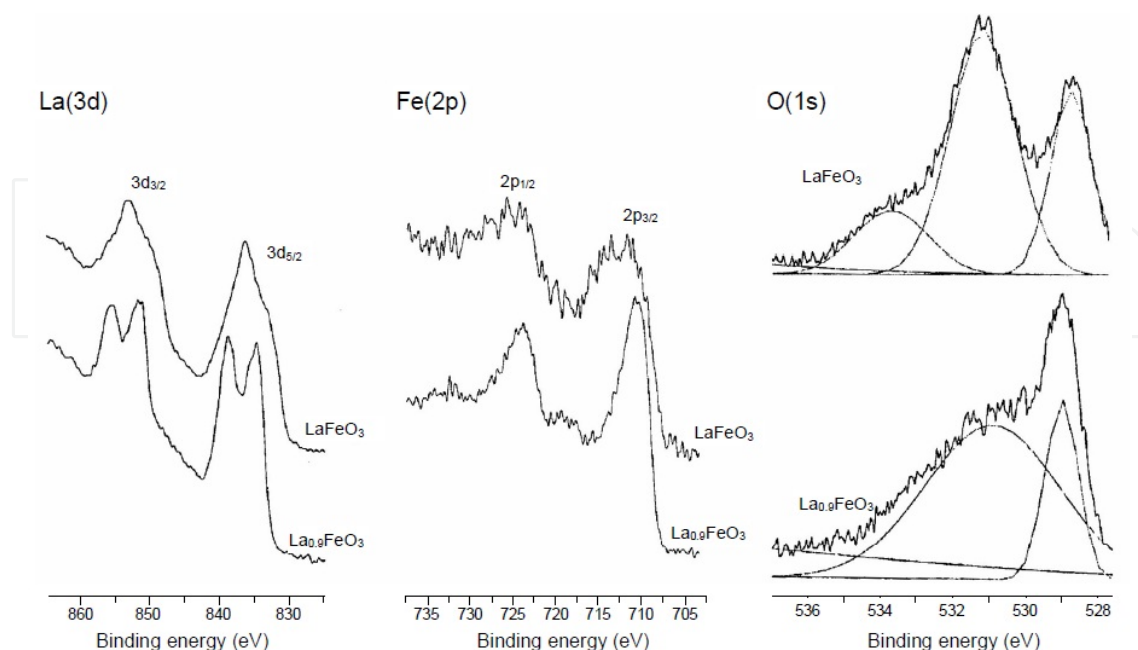 La(3d)
3d₃/₂
3d₅/₂
LaFeO₃
La₀.₉FeO₃
860 850 840 830
Binding energy (eV)
Fe(2p)
2p₁/₂
2p₃/₂
LaFeO₃
La₀.₉FeO₃
735 730 725 720 715 711 705
Binding energy (eV)
O(1s)
LaFeO₃
La₀.₉FeO₃
536 534 532 530 528
Binding energy (eV)